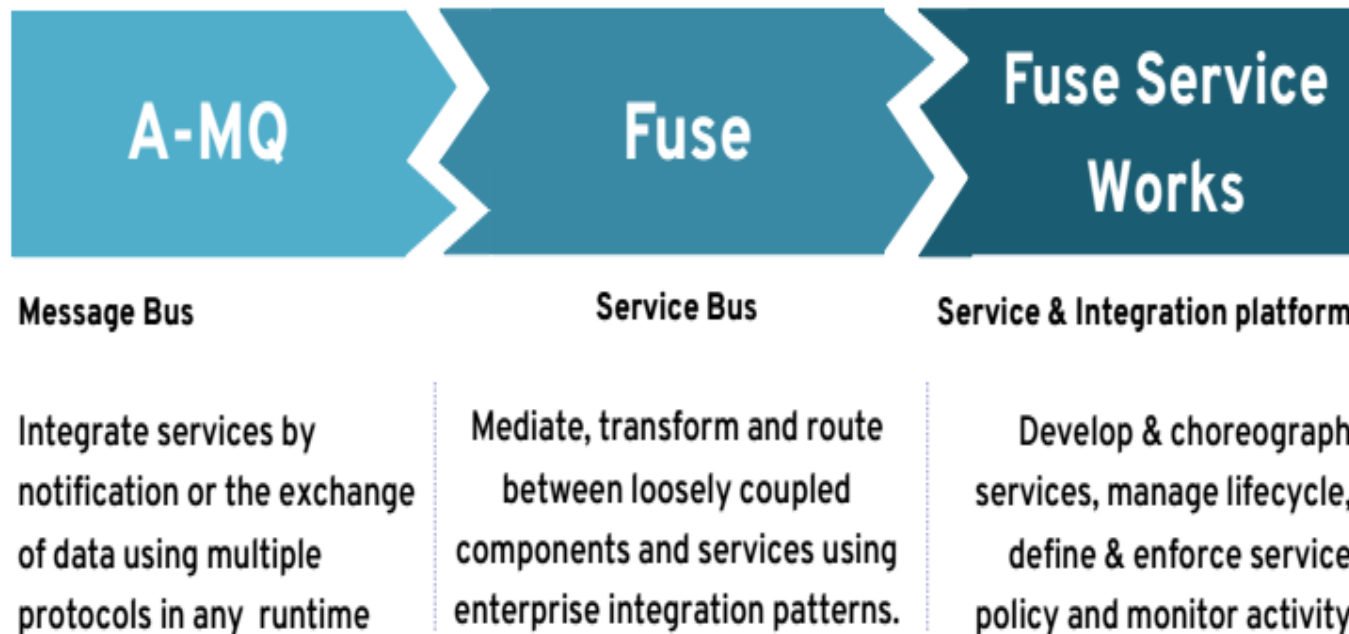 A-MQ
Fuse
Fuse Service
Works
Message Bus
Service Bus
Service & Integration platform
Integrate services by
notification or the exchange
of data using multiple
protocols in any runtime
Mediate, transform and route
between loosely coupled
components and services using
enterprise integration patterns.
Develop & choreograph
services, manage lifecycle,
define & enforce service
policy and monitor activity